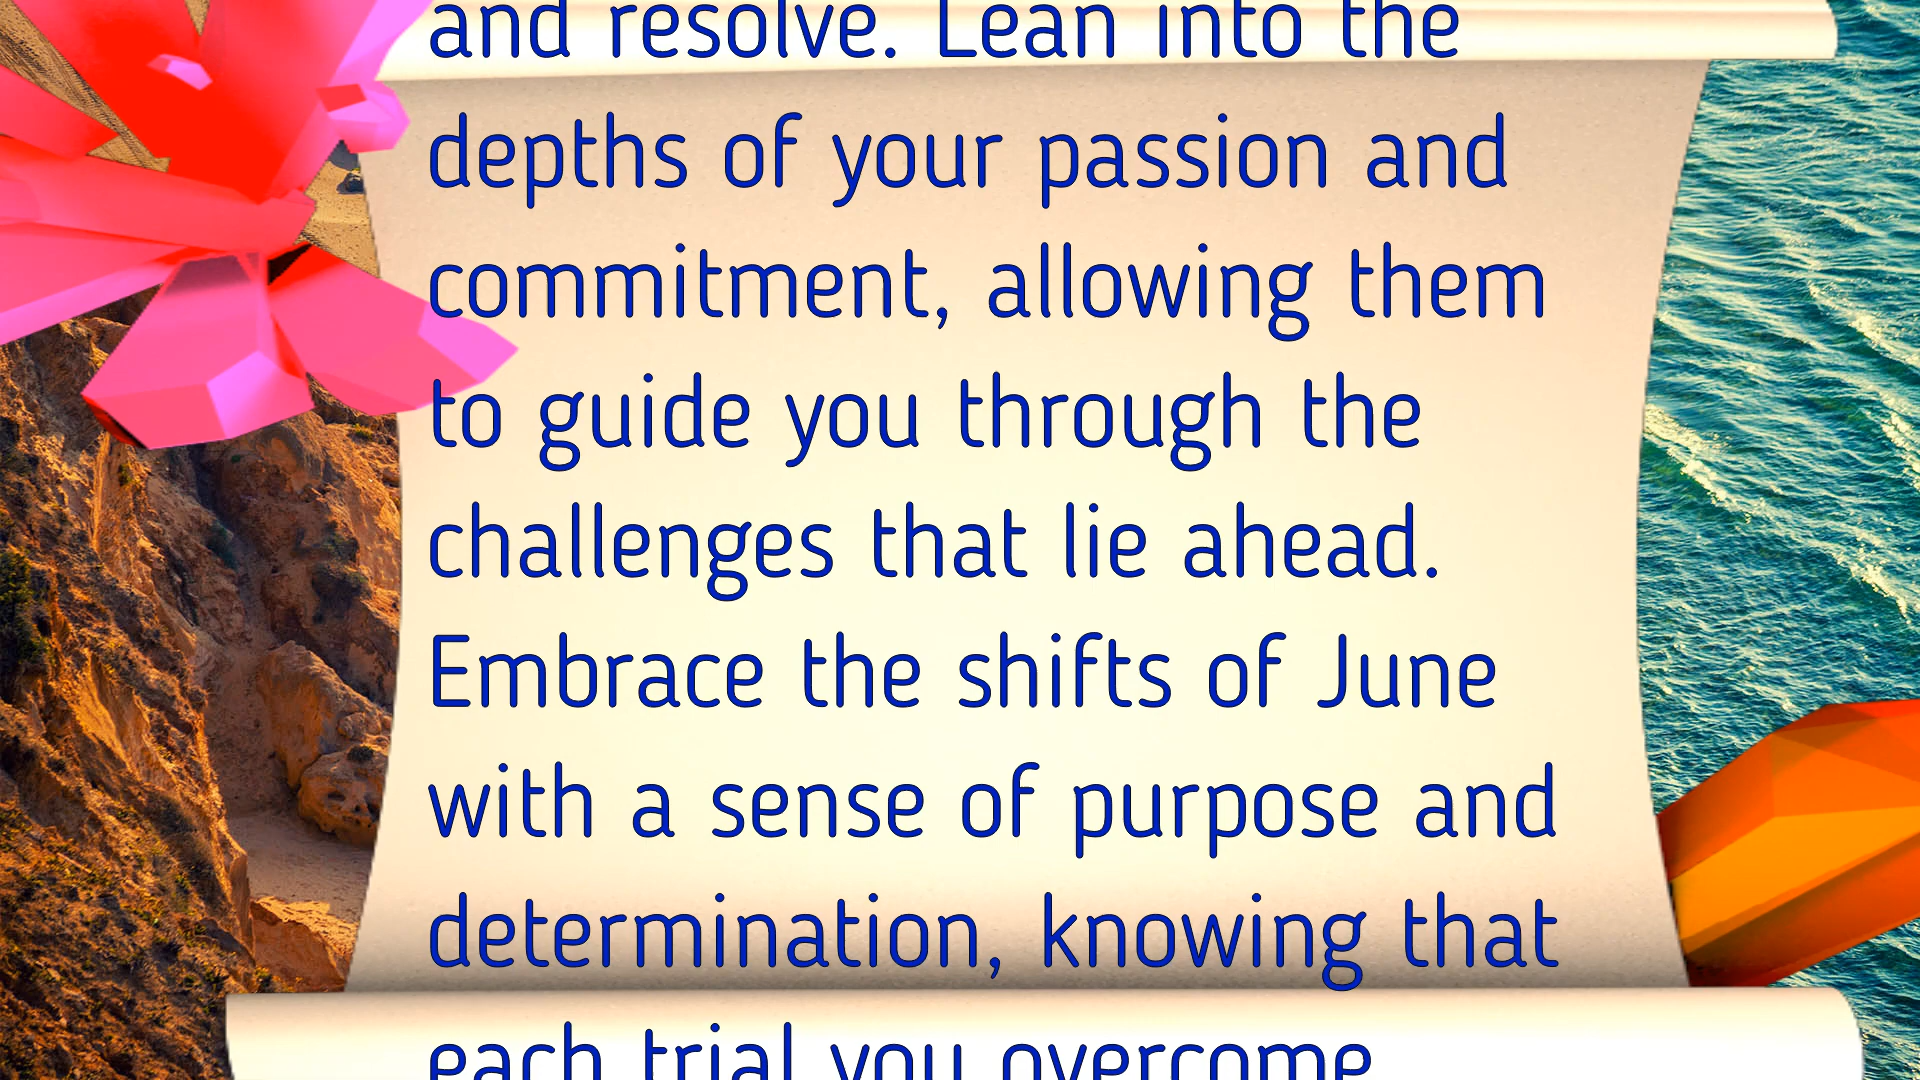 and resolve. Lean into the
depths of your passion and
commitment, allowing them
to guide you through the
challenges that lie ahead.
Embrace the shifts of June
with a sense of purpose and
determination, knowing that
each trial you overcome